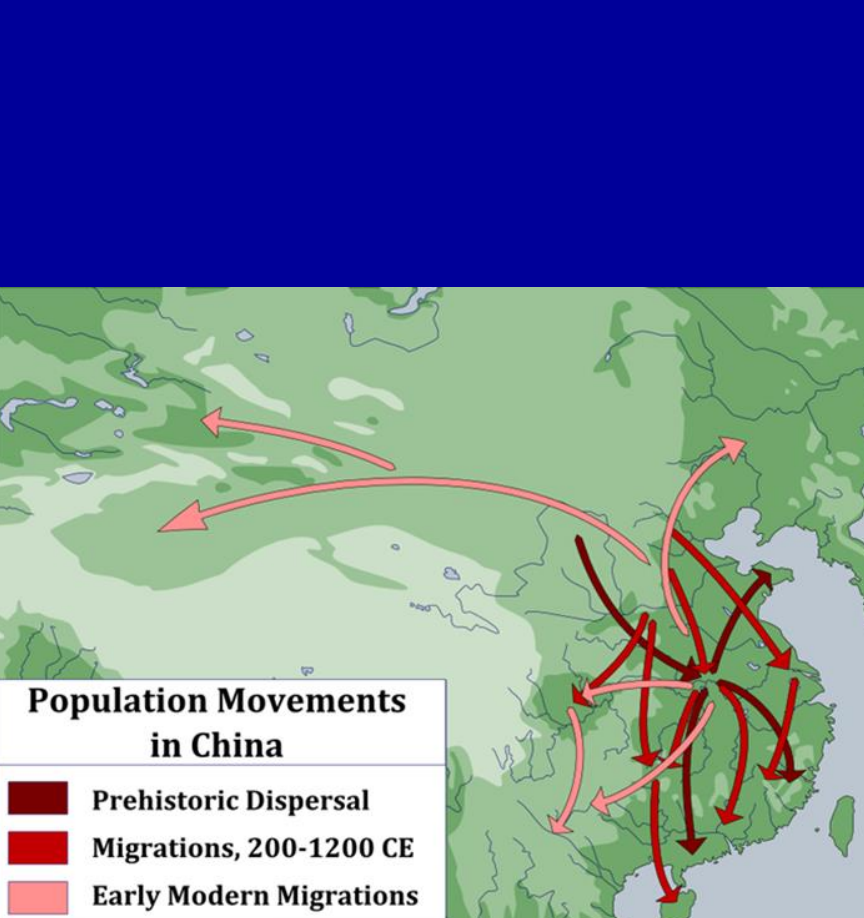 Population Movements
in China
Prehistoric Dispersal
Migrations, 200-1200 CE
Early Modern Migrations